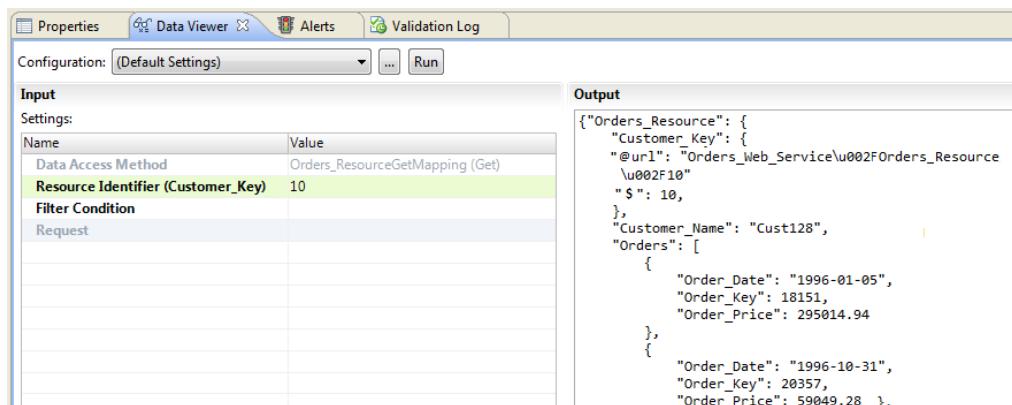 Properties Data Viewer Alerts Validation Log
Configuration: (Default Settings) ... Run
Input
Settings:
Name Value
Data Access Method Orders_ResourceGetMapping (Get)
Resource Identifier (Customer_Key) 10
Filter Condition
Request
Output
{"Orders_Resource": {
"Customer_Key": {
"@url": "Orders_Web_Service\u002FOrders_Resource
\u002F10"
"$": 10,
},
"Customer_Name": "Cust128",
"Orders": [
{
"Order_Date": "1996-01-05",
"Order_Key": 18151,
"Order_Price": 295014.94
},
{
"Order_Date": "1996-10-31",
"Order_Key": 20357,
"Order_Price": 59049.28 },